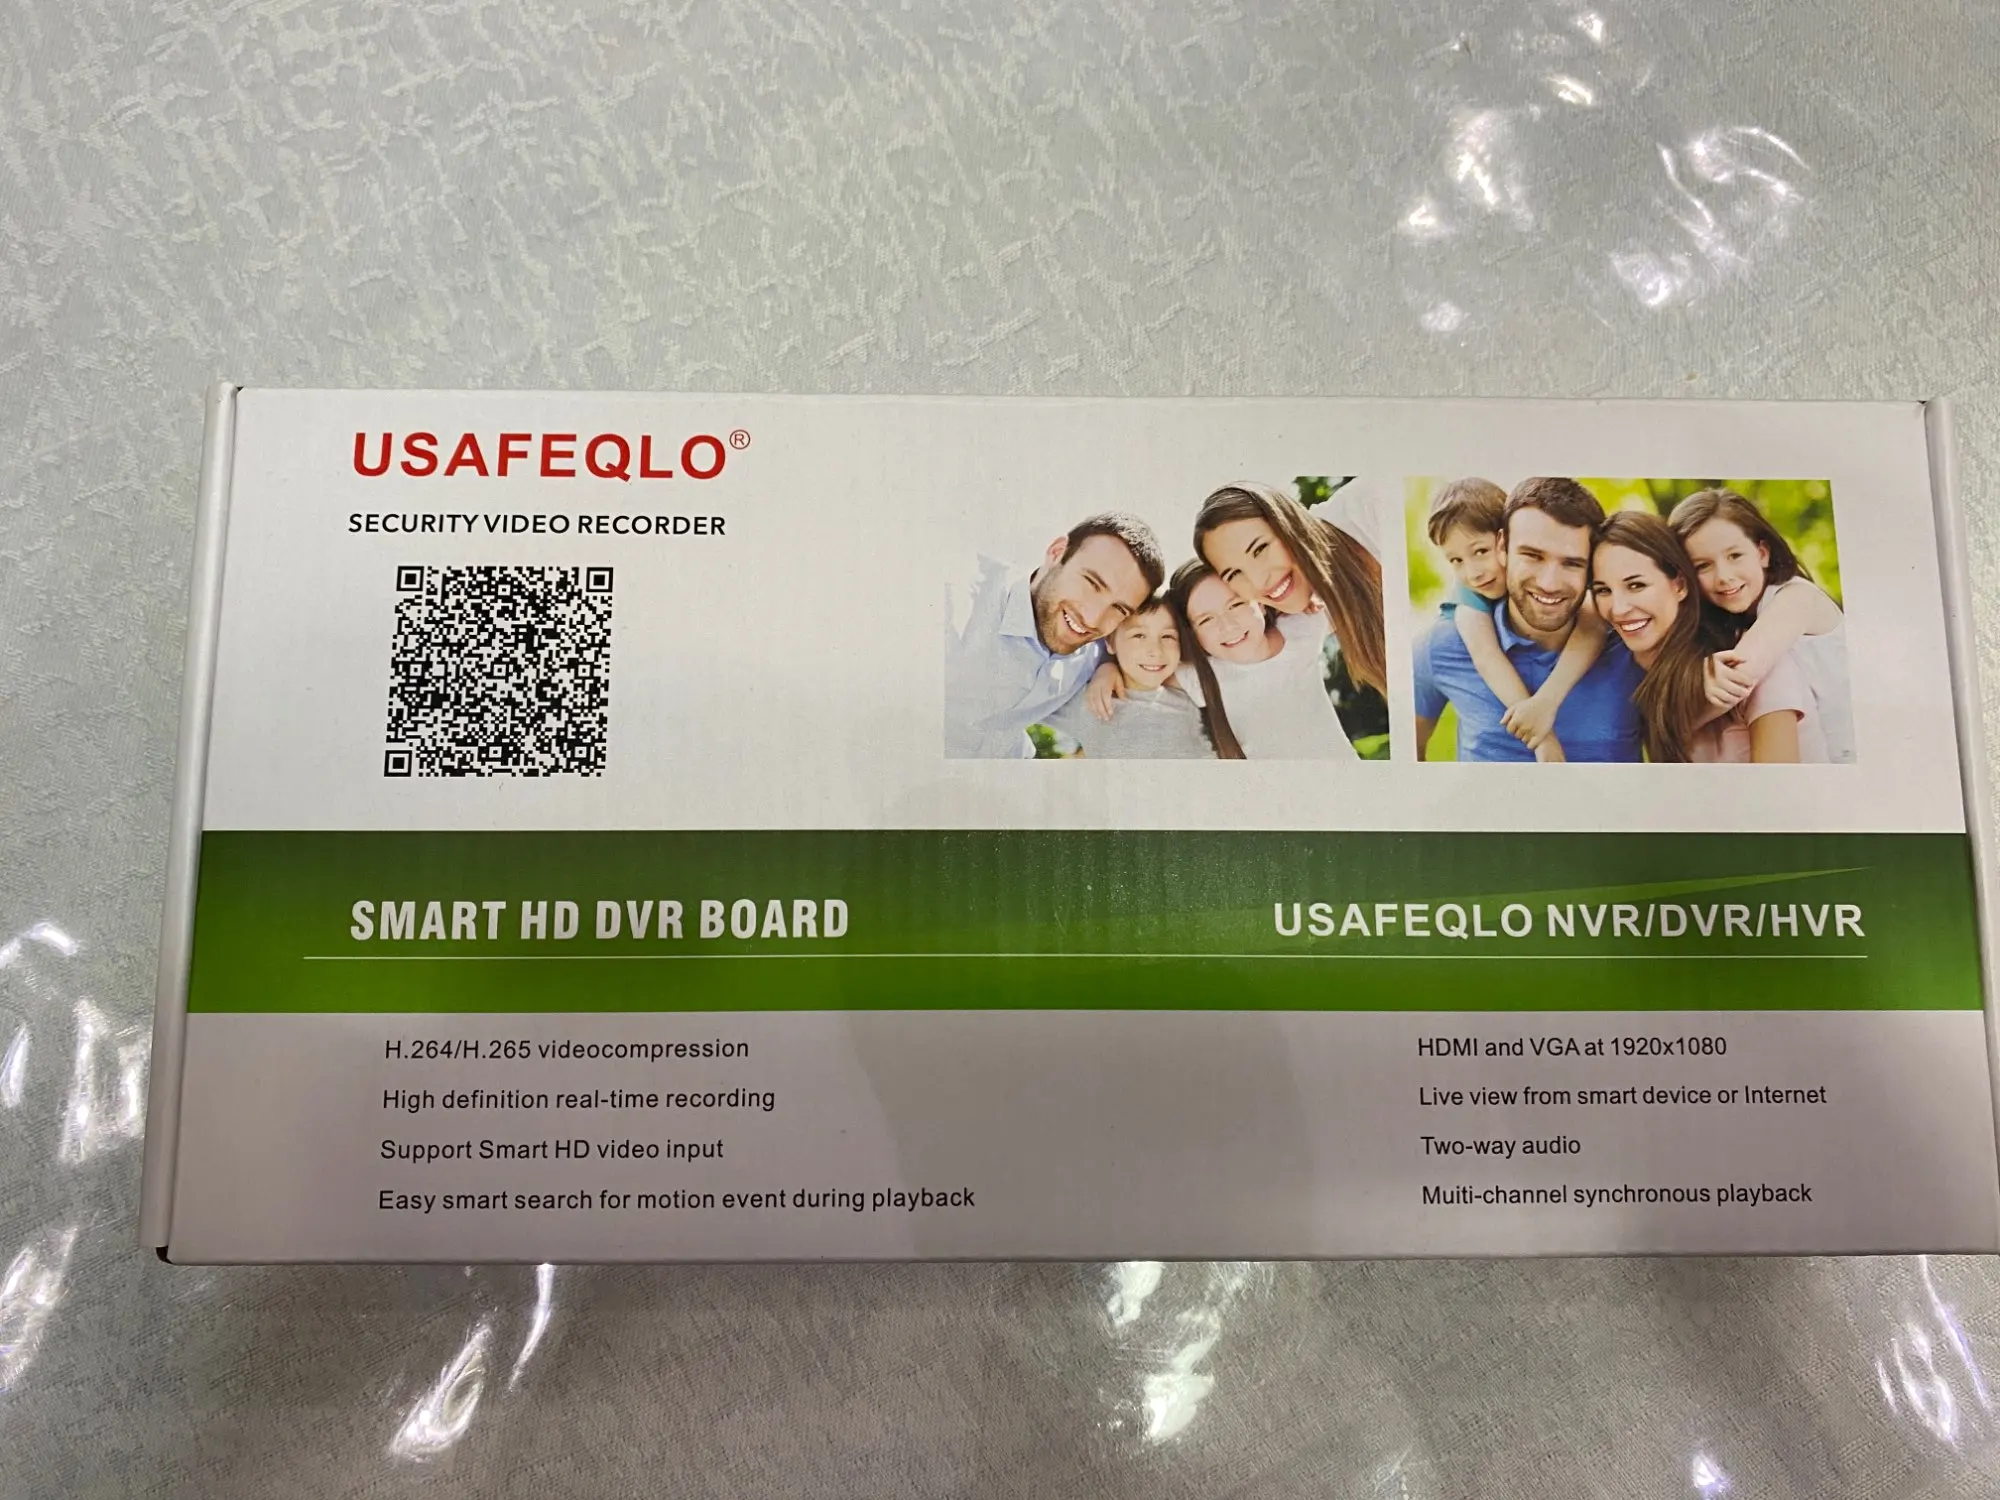 USAFEQLO®
SECURITY VIDEO RECORDER
SMART HD DVR BOARD
USAFEQLO NVR/DVR/HVR
H.264/H.265 videocompression
High definition real-time recording
Support Smart HD video input
Easy smart search for motion event during playback
HDMI and VGA at 1920x1080
Live view from smart device or Internet
Two-way audio
Muiti-channel synchronous playback